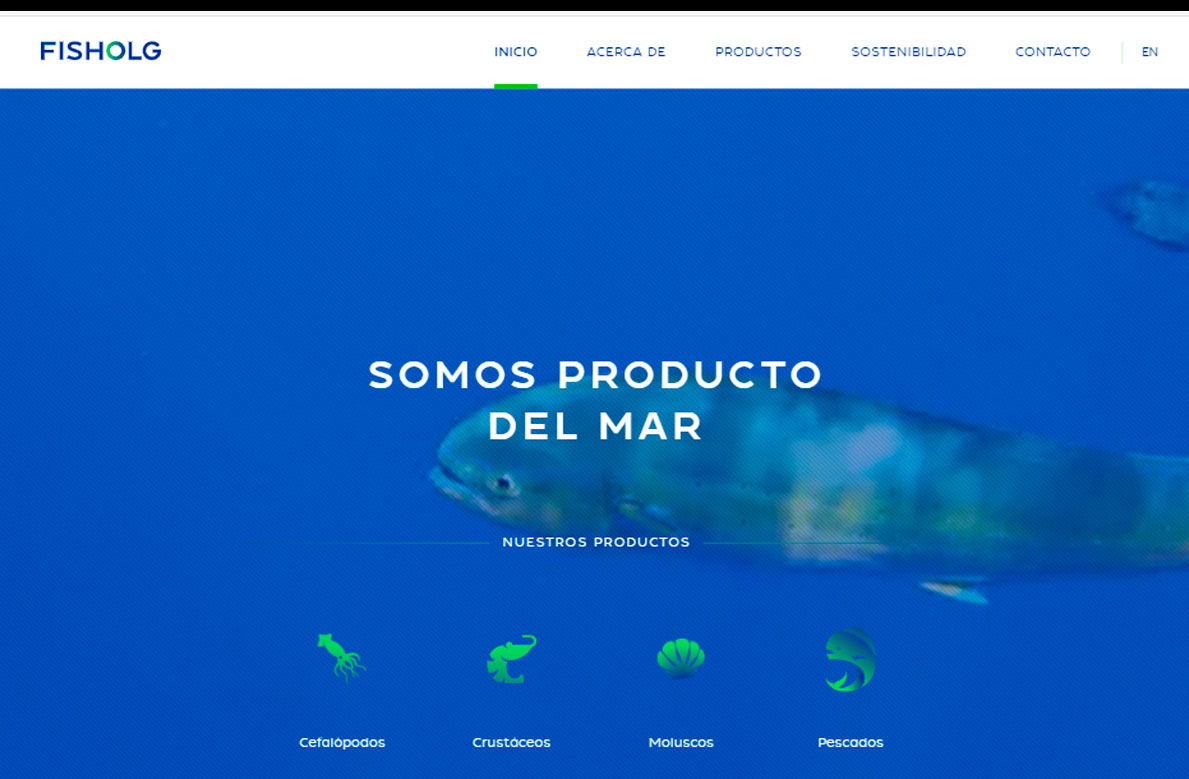 FISHOLG
INICIO ACERCA DE PRODUCTOS SOSTENIBILIDAD CONTACTO EN
SOMOS PRODUCTO
DEL MAR
NUESTROS PRODUCTOS
Cefalópodos Crustáceos Moluscos Pescados